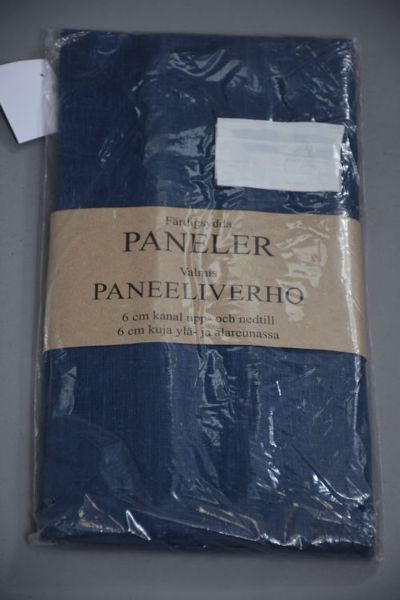 Färdigsydda
PANELER
Valmis
PANEELIVERHO
6 cm kanal upp- och nedtill
6 cm kuja ylä- ja alareunassa